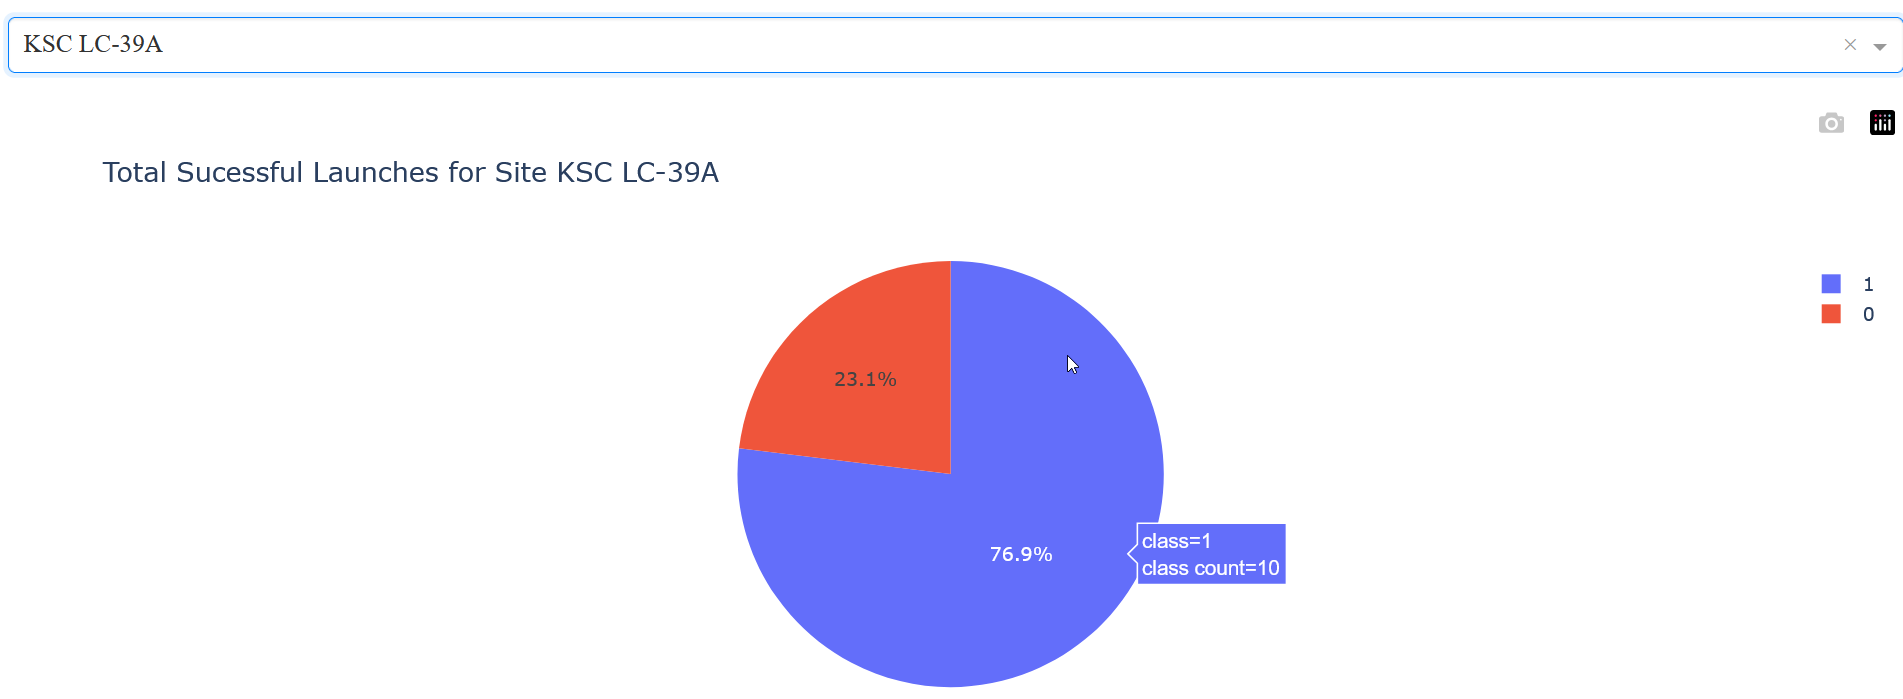 KSC LC-39A
Total Sucessful Launches for Site KSC LC-39A
1
0
23.1%
76.9%
class=1
class count=10